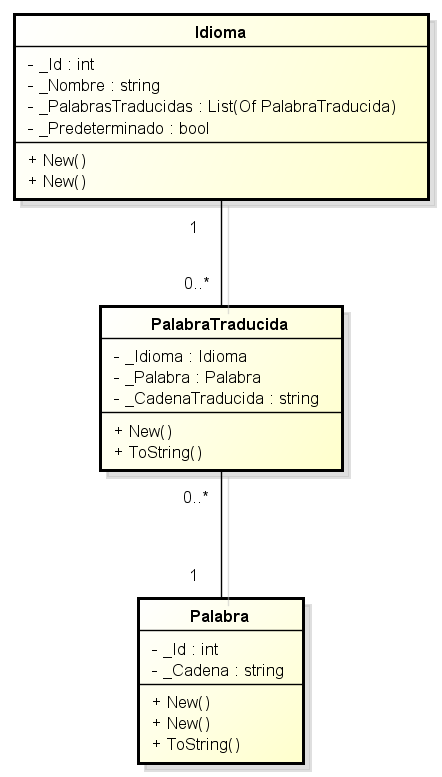 Idioma
- _Id : int
- _Nombre : string
- _PalabrasTraducidas : List(Of PalabraTraducida)
- _Predeterminado : bool
+ New()
+ New()
1
0..*
PalabraTraducida
- _Idioma : Idioma
- _Palabra : Palabra
- _CadenaTraducida : string
+ New()
+ ToString()
0..*
1
Palabra
- _Id : int
- _Cadena : string
+ New()
+ New()
+ ToString()